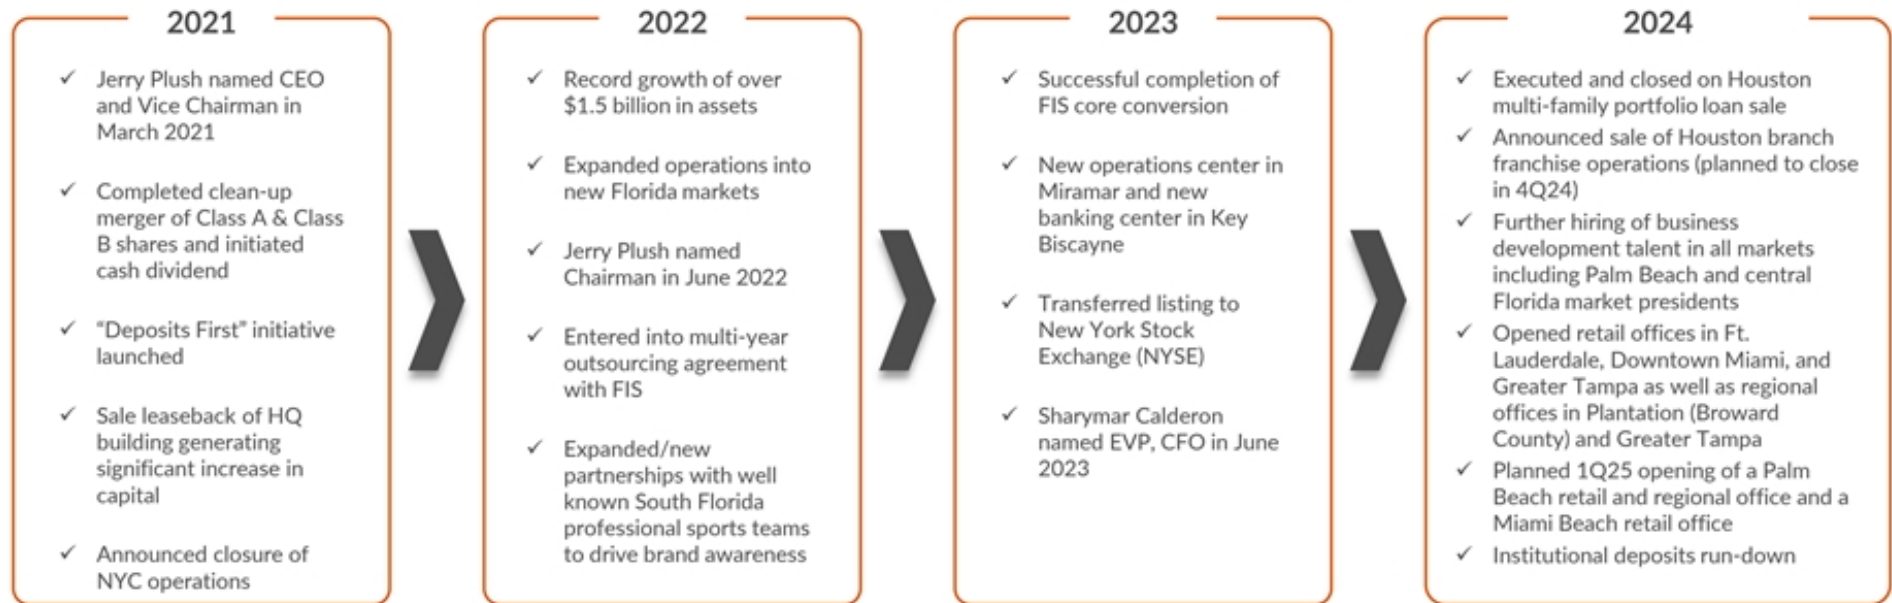 2021
✓ Jerry Plush named CEO
and Vice Chairman in
March 2021
✓ Completed clean-up
merger of Class A & Class
B shares and initiated
cash dividend
✓ "Deposits First" initiative
launched
✓ Sale leaseback of HQ
building generating
significant increase in
capital
✓ Announced closure of
NYC operations
2022
✓ Record growth of over
$1.5 billion in assets
✓ Expanded operations into
new Florida markets
✓ Jerry Plush named
Chairman in June 2022
✓ Entered into multi-year
outsourcing agreement
with FIS
✓ Expanded/new
partnerships with well
known South Florida
professional sports teams
to drive brand awareness
2023
✓ Successful completion of
FIS core conversion
✓ New operations center in
Miramar and new
banking center in Key
Biscayne
✓ Transferred listing to
New York Stock
Exchange (NYSE)
✓ Sharymar Calderon
named EVP, CFO in June
2023
2024
✓ Executed and closed on Houston
multi-family portfolio loan sale
✓ Announced sale of Houston branch
franchise operations (planned to close
in 4Q24)
✓ Further hiring of business
development talent in all markets
including Palm Beach and central
Florida market presidents
✓ Opened retail offices in Ft.
Lauderdale, Downtown Miami, and
Greater Tampa as well as regional
offices in Plantation (Broward
County) and Greater Tampa
✓ Planned 1Q25 opening of a Palm
Beach retail and regional office and a
Miami Beach retail office
✓ Institutional deposits run-down